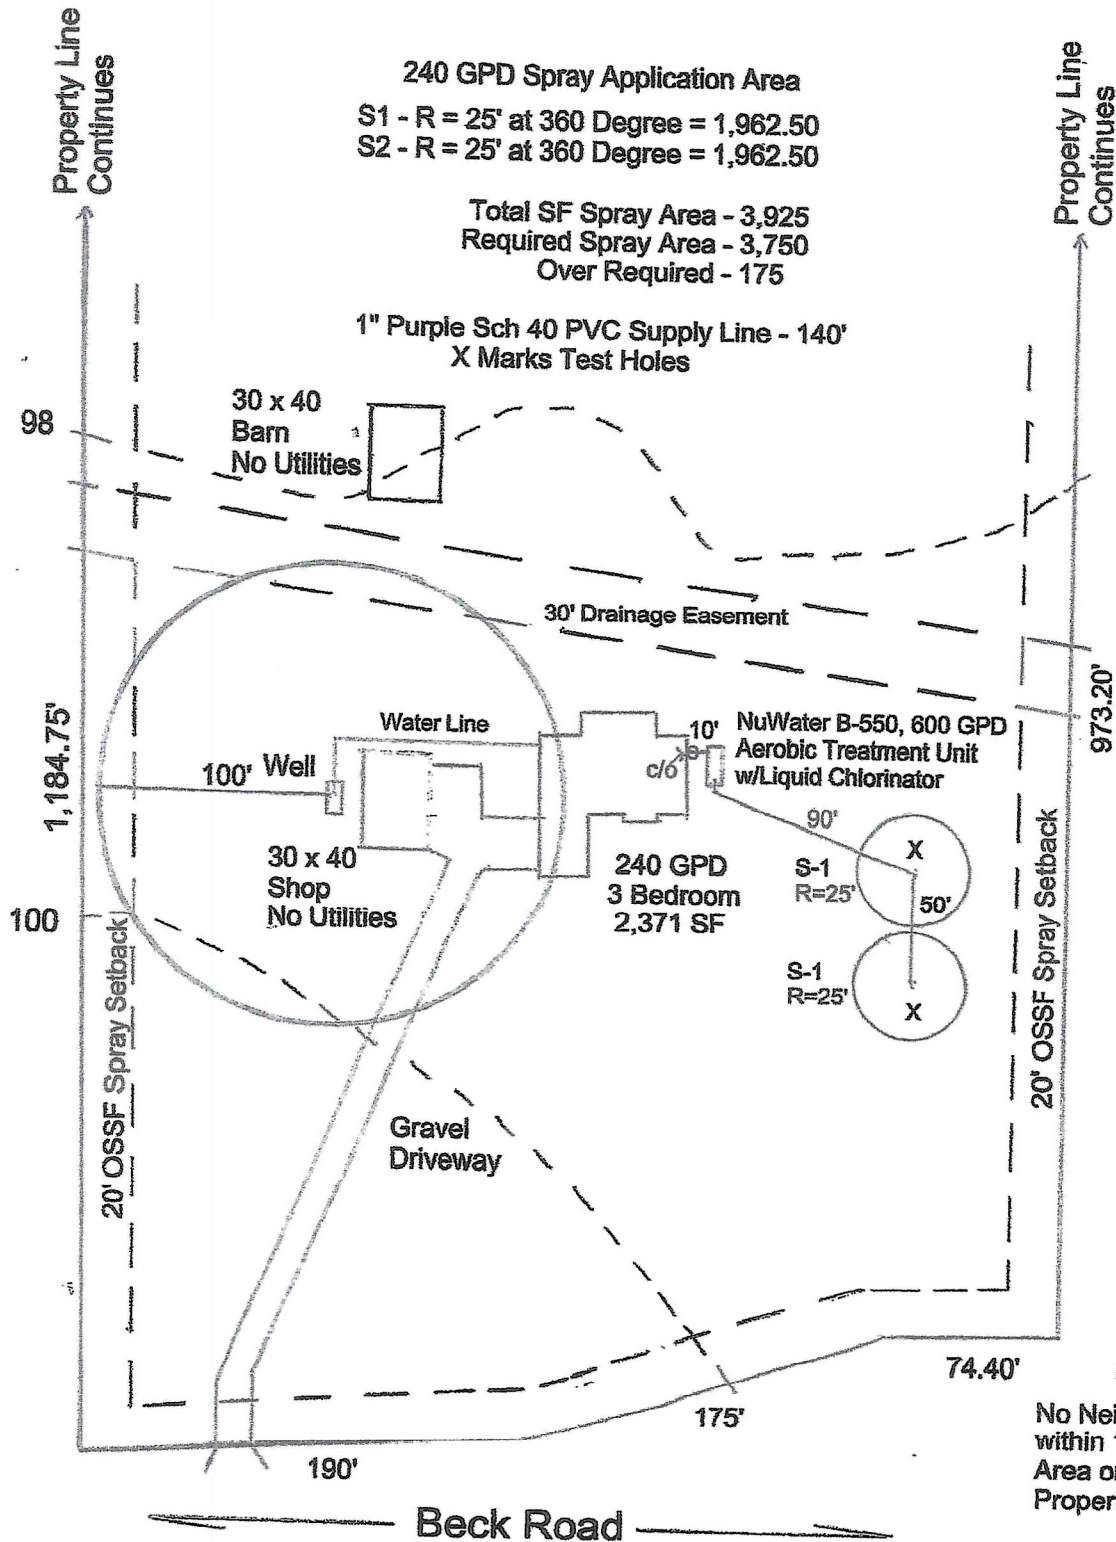 Property Line
Continues
240 GPD Spray Application Area
S1 - R = 25' at 360 Degree = 1,962.50
S2 - R = 25' at 360 Degree = 1,962.50
Total SF Spray Area - 3,925
Required Spray Area - 3,750
Over Required - 175
1" Purple Sch 40 PVC Supply Line - 140'
X Marks Test Holes
Property Line
Continues
98
30 x 40
Barn
No Utilities
30' Drainage Easement
1,184.75'
973.20'
Water Line
100' Well
10'
c/o
NuWater B-550, 600 GPD
Aerobic Treatment Unit
w/Liquid Chlorinator
90'
30 x 40
Shop
No Utilities
240 GPD
3 Bedroom
2,371 SF
S-1
R=25'
X
50'
100
S-1
R=25'
X
20' OSSF Spray Setback
20' OSSF Spray Setback
Gravel
Driveway
74.40'
175'
190'
No Nei
within
Area o
Proper
Beck Road